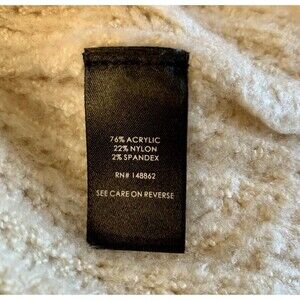 76% ACRYLIC
22% NYLON
2% SPANDEX
RN# 148862
SEE CARE ON REVERSE